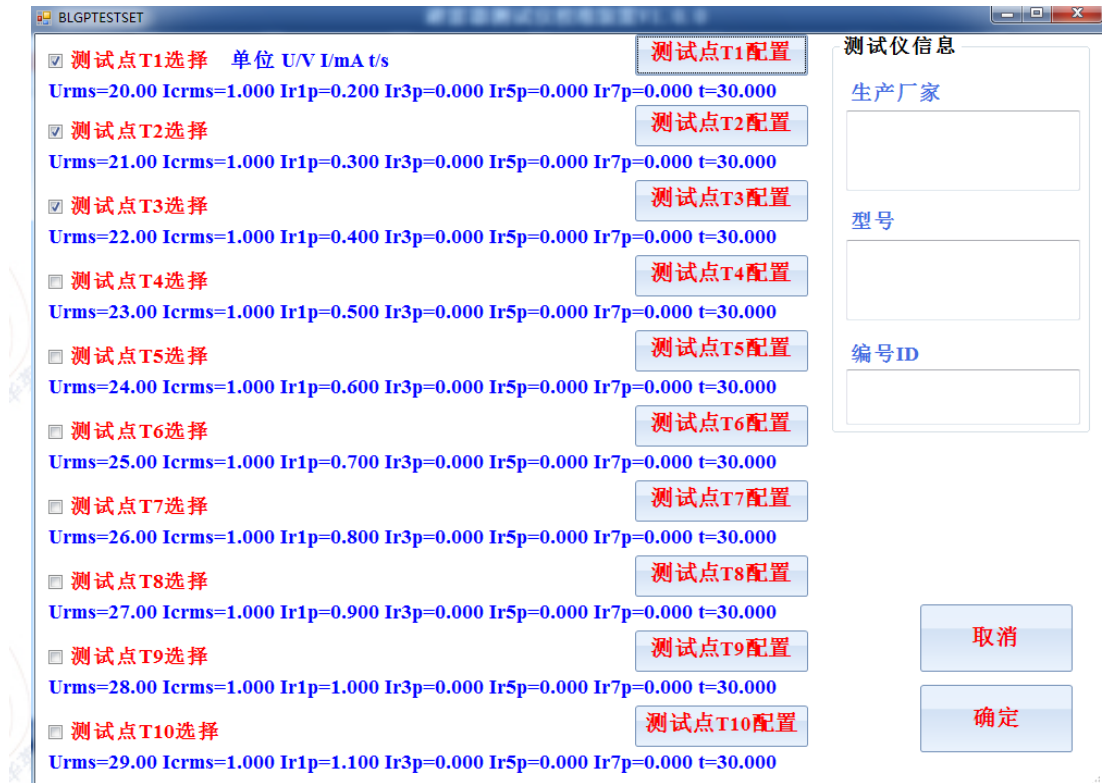 BLGPTESTSET
测试点T1选择 单位 U/V I/mA t/s
测试点T1配置
Urms=20.00 Icrms=1.000 Ir1p=0.200 Ir3p=0.000 Ir5p=0.000 Ir7p=0.000 t=30.000
测试点T2选择
测试点T2配置
Urms=21.00 Icrms=1.000 Ir1p=0.300 Ir3p=0.000 Ir5p=0.000 Ir7p=0.000 t=30.000
测试点T3选择
测试点T3配置
Urms=22.00 Icrms=1.000 Ir1p=0.400 Ir3p=0.000 Ir5p=0.000 Ir7p=0.000 t=30.000
测试点T4选择
测试点T4配置
Urms=23.00 Icrms=1.000 Ir1p=0.500 Ir3p=0.000 Ir5p=0.000 Ir7p=0.000 t=30.000
测试点T5选择
测试点T5配置
Urms=24.00 Icrms=1.000 Ir1p=0.600 Ir3p=0.000 Ir5p=0.000 Ir7p=0.000 t=30.000
测试点T6选择
测试点T6配置
Urms=25.00 Icrms=1.000 Ir1p=0.700 Ir3p=0.000 Ir5p=0.000 Ir7p=0.000 t=30.000
测试点T7选择
测试点T7配置
Urms=26.00 Icrms=1.000 Ir1p=0.800 Ir3p=0.000 Ir5p=0.000 Ir7p=0.000 t=30.000
测试点T8选择
测试点T8配置
Urms=27.00 Icrms=1.000 Ir1p=0.900 Ir3p=0.000 Ir5p=0.000 Ir7p=0.000 t=30.000
测试点T9选择
测试点T9配置
Urms=28.00 Icrms=1.000 Ir1p=1.000 Ir3p=0.000 Ir5p=0.000 Ir7p=0.000 t=30.000
测试点T10选择
测试点T10配置
Urms=29.00 Icrms=1.000 Ir1p=1.100 Ir3p=0.000 Ir5p=0.000 Ir7p=0.000 t=30.000
测试仪信息
生产厂家
型号
编号ID
取消
确定